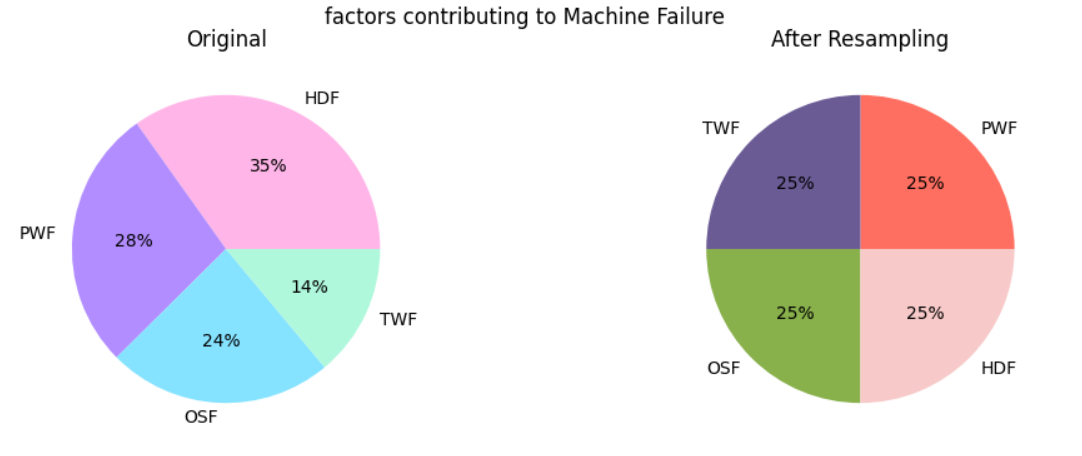 factors contributing to Machine Failure
Original
HDF
35%
PWF
28%
14%
TWF
24%
OSF
After Resampling
TWF
PWF
25%
25%
25%
25%
OSF
HDF